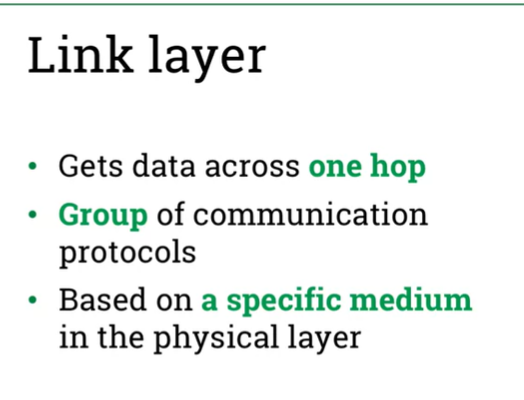 Link layer
• Gets data across one hop
• Group of communication
protocols
• Based on a specific medium
in the physical layer